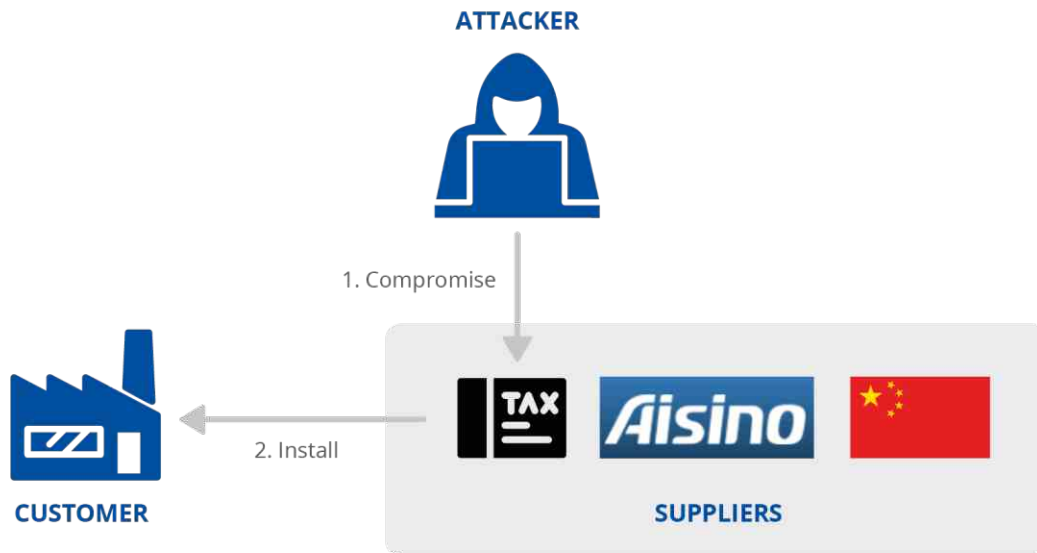 ATTACKER
1. Compromise
TAX
Aisino
2. Install
CUSTOMER
SUPPLIERS